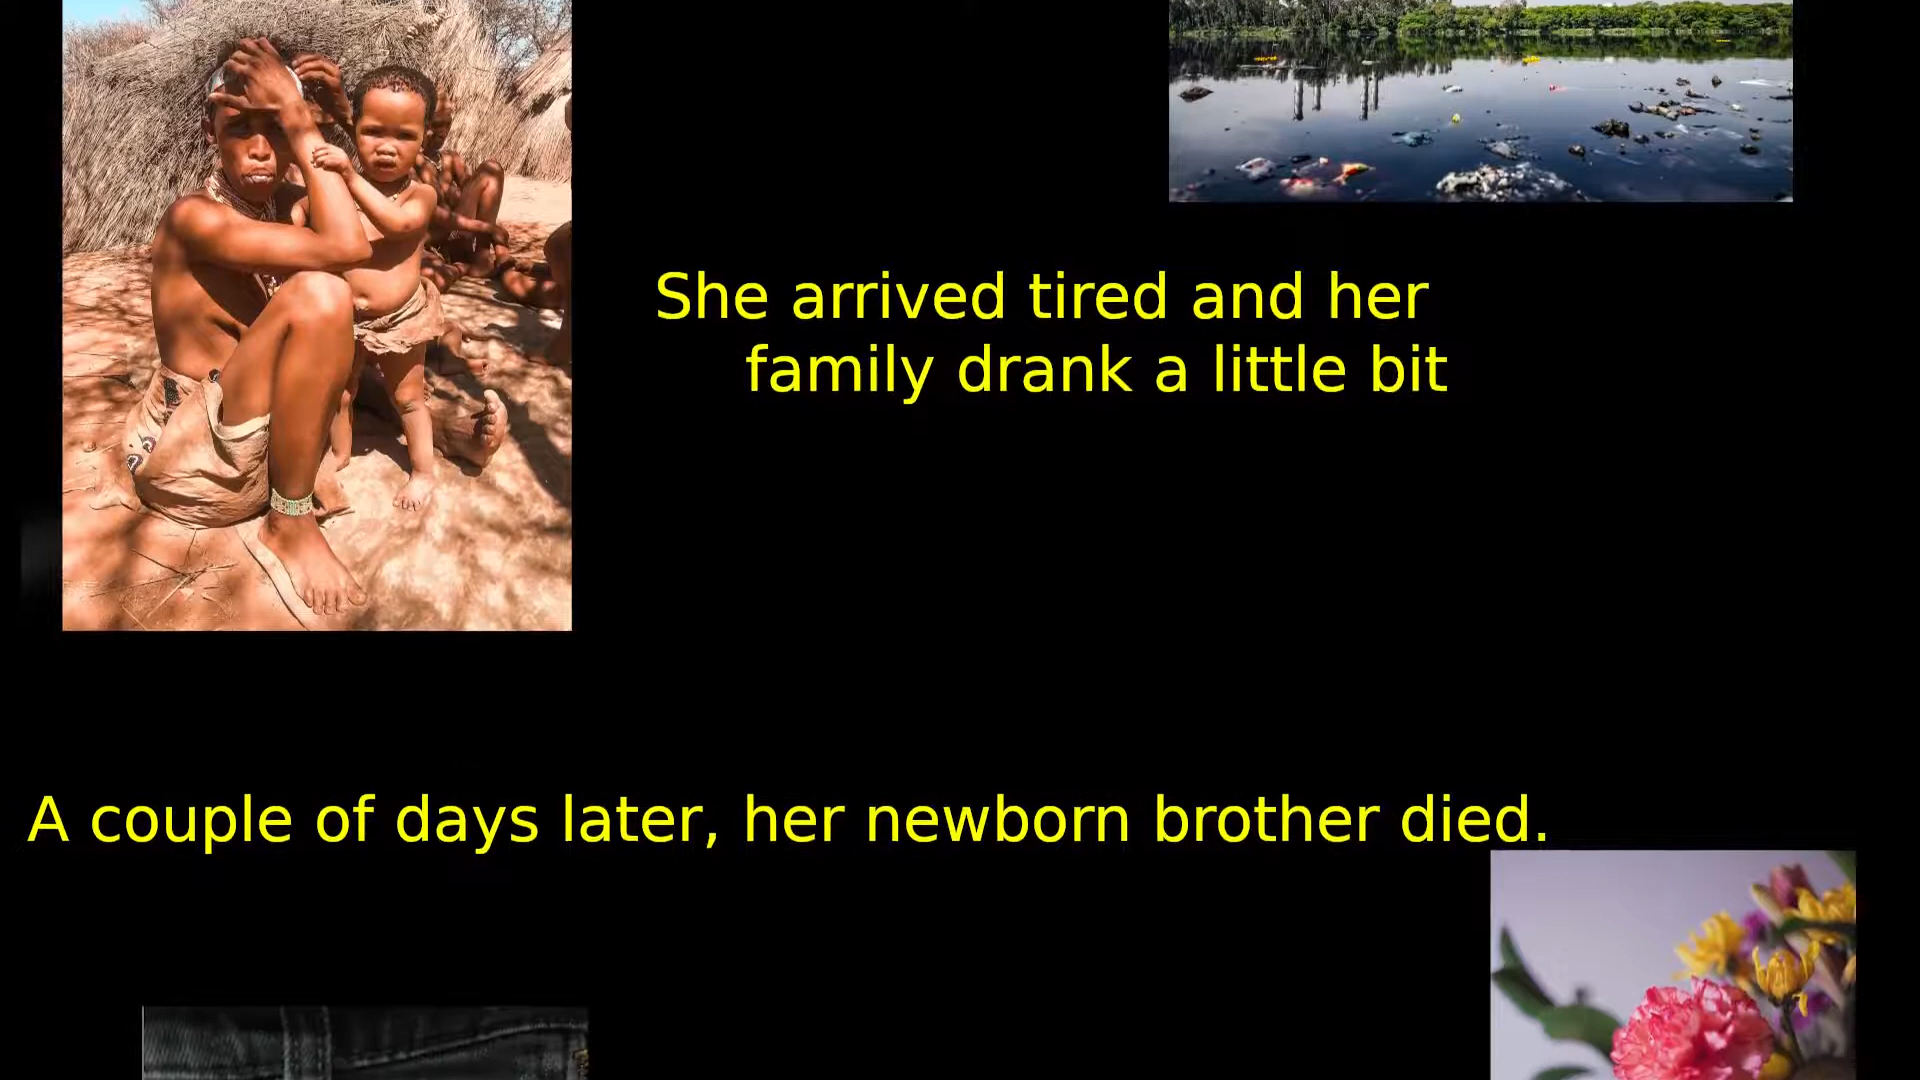 She arrived tired and her
family drank a little bit
A couple of days later, her newborn brother died.